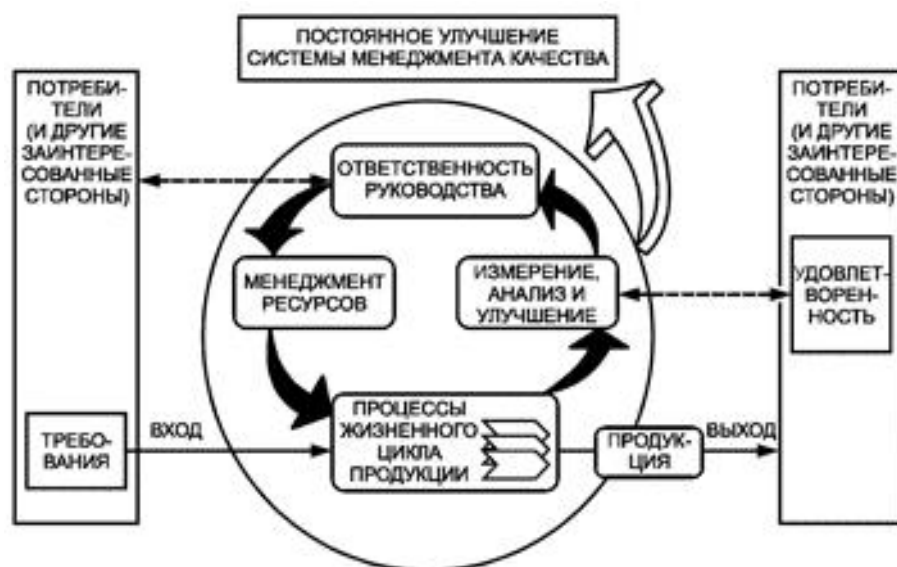 ПОСТОЯННОЕ УЛУЧШЕНИЕ
СИСТЕМЫ МЕНЕДЖМЕНТА КАЧЕСТВА
ПОТРЕБИ-
ТЕЛИ
(И ДРУГИЕ
ЗАИНТЕРЕ-
СОВАННЫЕ
СТОРОНЫ)
ТРЕБО-
ВАНИЯ
ВХОД
ОТВЕТСТВЕННОСТЬ
РУКОВОДСТВА
МЕНЕДЖМЕНТ
РЕСУРСОВ
ИЗМЕРЕНИЕ,
АНАЛИЗ И
УЛУЧШЕНИЕ
ПРОЦЕССЫ
ЖИЗНЕННОГО
ЦИКЛА
ПРОДУКЦИИ
ПРОДУК-
ЦИЯ
ВЫХОД
ПОТРЕБИ-
ТЕЛИ
(И ДРУГИЕ
ЗАИНТЕРЕ-
СОВАННЫЕ
СТОРОНЫ)
УДОВЛЕТ-
ВОРЕН-
НОСТЬ